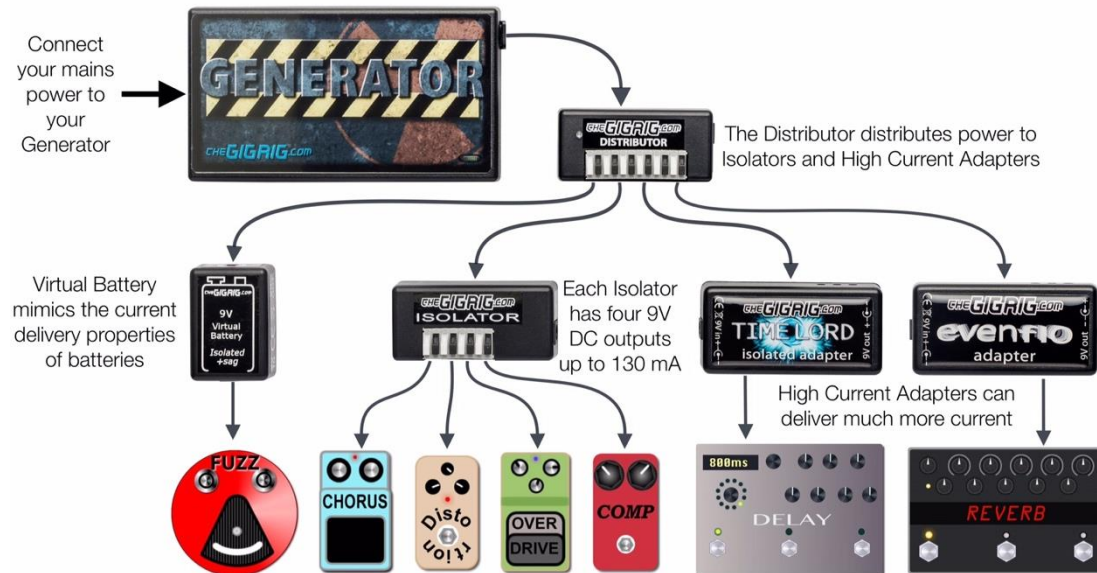 Connect
your mains
power to
your
Generator
GENERATOR
THEGIGRIG.COM
THEGIGRIG.COM
DISTRIBUTOR
The Distributor distributes power to
Isolators and High Current Adapters
Virtual Battery
mimics the current
delivery properties
of batteries
THEGIGRIG.COM
9V
Virtual
Battery
Isolated
+sag
THEGIGRIG.COM
ISOLATOR
Each Isolator
has four 9V
DC outputs
up to 130 mA
THEGIGRIG.COM
TIME LORD
isolated adapter
9V in +
9V out
THEGIGRIG.COM
evenflo
adapter
9V in +
9V out
High Current Adapters can
deliver much more current
FUZZ
CHORUS
Disto
rtion
OVER
DRIVE
COMP
800ms
DELAY
REVERB